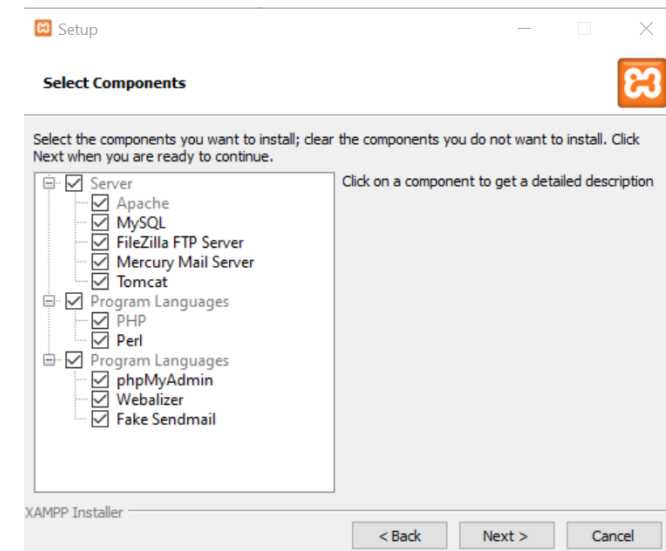 Setup
Select Components
Select the components you want to install; clear the components you do not want to install. Click
Next when you are ready to continue.
Server
Apache
MySQL
FileZilla FTP Server
Mercury Mail Server
Tomcat
Program Languages
PHP
Perl
Program Languages
phpMyAdmin
Webalizer
Fake Sendmail
Click on a component to get a detailed description
XAMPP Installer
< Back
Next >
Cancel